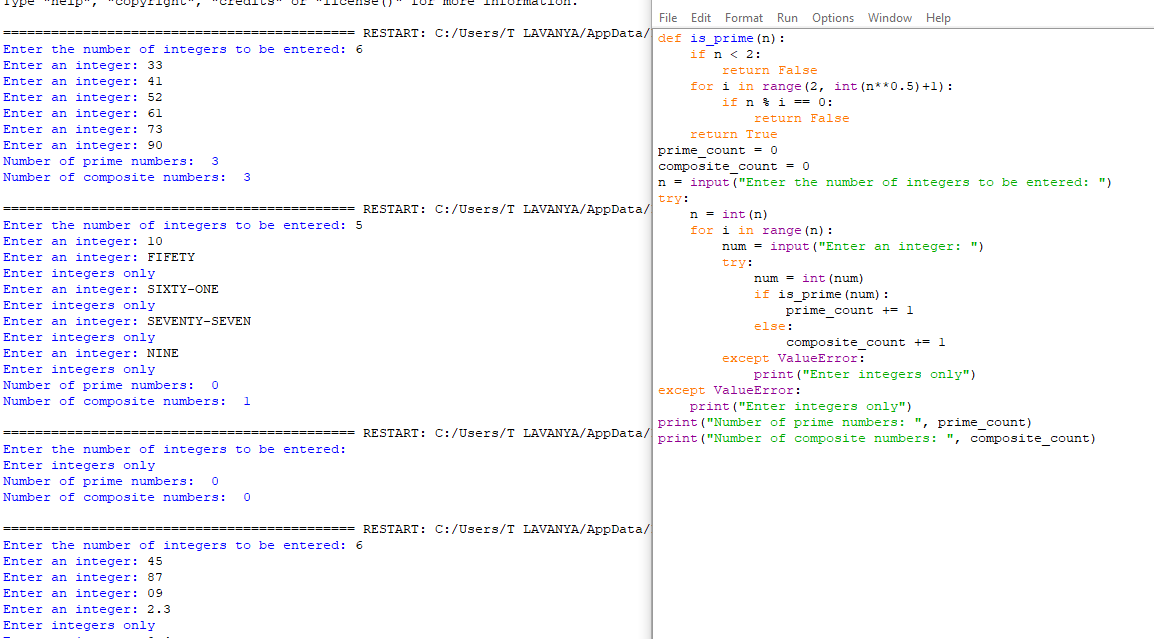 Type "help", "copyright", "credits" or "license()" for more information.
============================================ RESTART: C:/Users/T LAVANYA/AppData/
Enter the number of integers to be entered: 6
Enter an integer: 33
Enter an integer: 41
Enter an integer: 52
Enter an integer: 61
Enter an integer: 73
Enter an integer: 90
Number of prime numbers:  3
Number of composite numbers:  3
============================================ RESTART: C:/Users/T LAVANYA/AppData/
Enter the number of integers to be entered: 5
Enter an integer: 10
Enter an integer: FIFETY
Enter integers only
Enter an integer: SIXTY-ONE
Enter integers only
Enter an integer: SEVENTY-SEVEN
Enter integers only
Enter an integer: NINE
Enter integers only
Number of prime numbers:  0
Number of composite numbers:  1
============================================ RESTART: C:/Users/T LAVANYA/AppData/
Enter the number of integers to be entered:
Enter integers only
Number of prime numbers:  0
Number of composite numbers:  0
============================================ RESTART: C:/Users/T LAVANYA/AppData/
Enter the number of integers to be entered: 6
Enter an integer: 45
Enter an integer: 87
Enter an integer: 09
Enter an integer: 2.3
Enter integers only
File Edit Format Run Options Window Help
def is_prime(n):
    if n < 2:
        return False
    for i in range(2, int(n**0.5)+1):
        if n % i == 0:
            return False
    return True
prime_count = 0
composite_count = 0
n = input("Enter the number of integers to be entered: ")
try:
    n = int(n)
    for i in range(n):
        num = input("Enter an integer: ")
        try:
            num = int(num)
            if is_prime(num):
                prime_count += 1
            else:
                composite_count += 1
        except ValueError:
            print("Enter integers only")
except ValueError:
    print("Enter integers only")
print("Number of prime numbers: ", prime_count)
print("Number of composite numbers: ", composite_count)